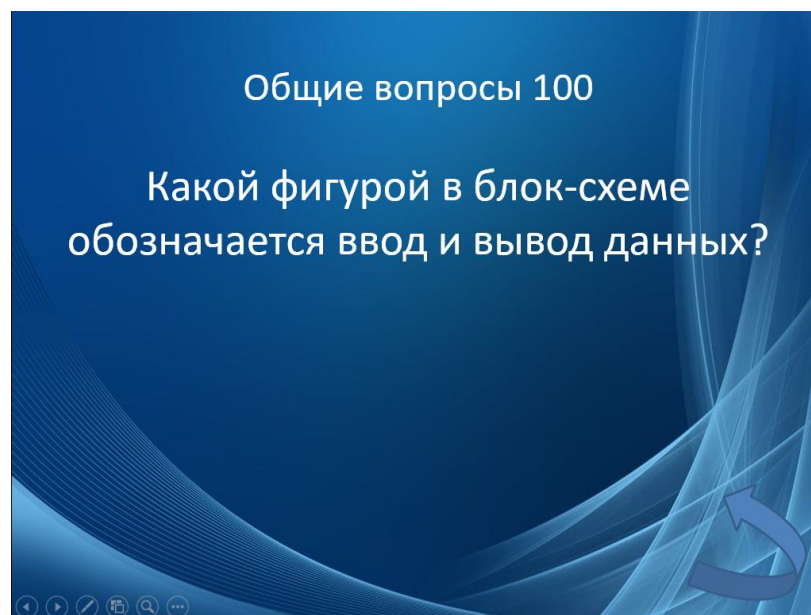 Общие вопросы 100
Какой фигурой в блок-схеме
обозначается ввод и вывод данных?